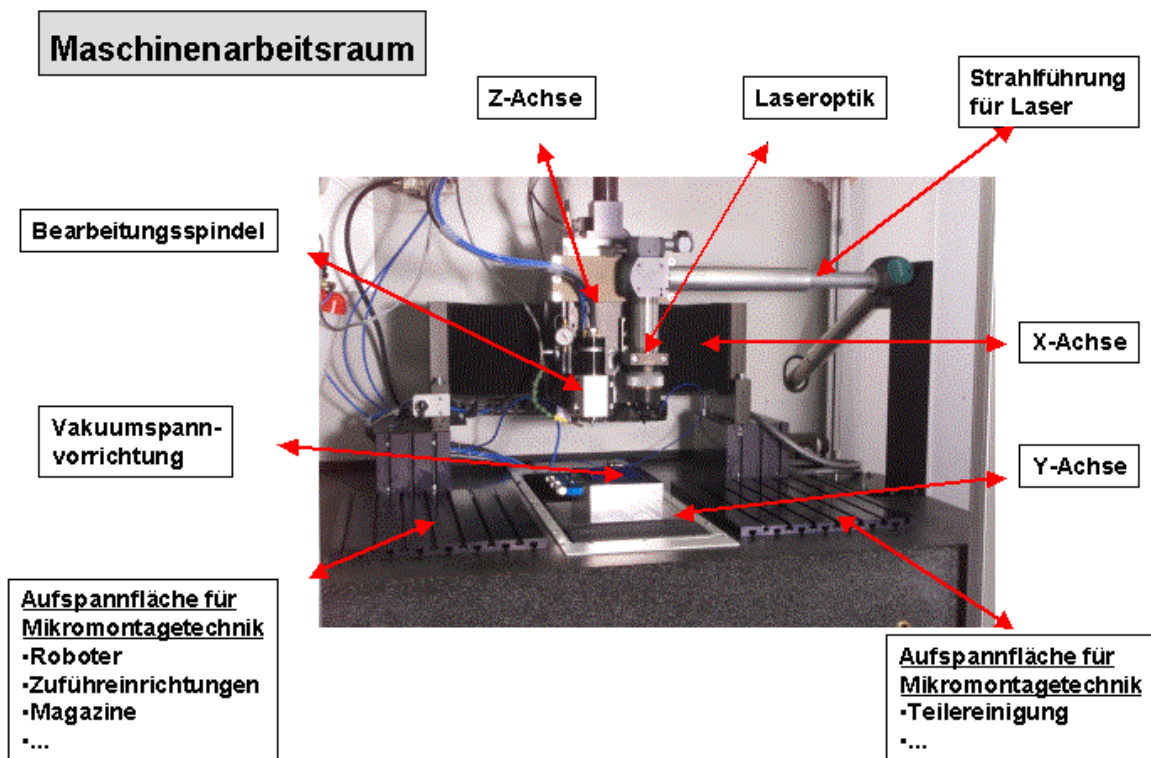 Maschinenarbeitsraum
Z-Achse
Laseroptik
Strahlführung
für Laser
Bearbeitungsspindel
X-Achse
Vakuumspann-
vorrichtung
Y-Achse
Aufspannfläche für
Mikromontagetechnik
▪Roboter
▪Zuführeinrichtungen
▪Magazine
▪...
Aufspannfläche für
Mikromontagetechnik
▪Teilereinigung
▪...